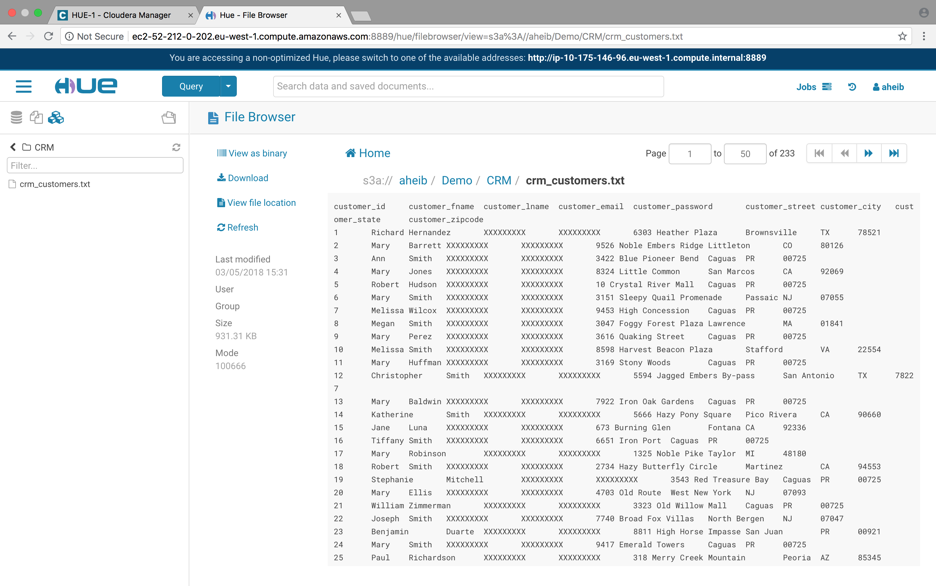 HUE-1 - Cloudera Manager
Hue - File Browser
Not Secure | ec2-52-212-0-202.eu-west-1.compute.amazonaws.com:8889/hue/filebrowser/view=s3a%3A//aheib/Demo/CRM/crm_customers.txt
You are accessing a non-optimized Hue, please switch to one of the available addresses: http://ip-10-175-146-96.eu-west-1.compute.internal:8889
HUE Query Search data and saved documents... Jobs aheib
File Browser
CRM
Filter...
crm_customers.txt
View as binary
Download
View file location
Refresh
Last modified
03/05/2018 15:31
User
Group
Size
931.31 KB
Mode
100666
Home Page 1 to 50 of 233
s3a:// aheib / Demo / CRM / crm_customers.txt
customer_id customer_fname customer_lname customer_email customer_password customer_street customer_city cust
omer_state customer_zipcode
1 Richard Hernandez XXXXXXXXX XXXXXXXXX 6303 Heather Plaza Brownsville TX 78521
2 Mary Barrett XXXXXXXXX XXXXXXXXX 9526 Noble Embers Ridge Littleton CO 80126
3 Ann Smith XXXXXXXXX XXXXXXXXX 3422 Blue Pioneer Bend Caguas PR 00725
4 Mary Jones XXXXXXXXX XXXXXXXXX 8324 Little Common San Marcos CA 92069
5 Robert Hudson XXXXXXXXX XXXXXXXXX 10 Crystal River Mall Caguas PR 00725
6 Mary Smith XXXXXXXXX XXXXXXXXX 3151 Sleepy Quail Promenade Passaic NJ 07055
7 Melissa Wilcox XXXXXXXXX XXXXXXXXX 9453 High Concession Caguas PR 00725
8 Megan Smith XXXXXXXXX XXXXXXXXX 3047 Foggy Forest Plaza Lawrence MA 01841
9 Mary Perez XXXXXXXXX XXXXXXXXX 3616 Quaking Street Caguas PR 00725
10 Melissa Smith XXXXXXXXX XXXXXXXXX 8598 Harvest Beacon Plaza Stafford VA 22554
11 Mary Huffman XXXXXXXXX XXXXXXXXX 3169 Stony Woods Caguas PR 00725
12 Christopher Smith XXXXXXXXX XXXXXXXXX 5594 Jagged Embers By-pass San Antonio TX 7822
7
13 Mary Baldwin XXXXXXXXX XXXXXXXXX 7922 Iron Oak Gardens Caguas PR 00725
14 Katherine Smith XXXXXXXXX XXXXXXXXX 5666 Hazy Pony Square Pico Rivera CA 90660
15 Jane Luna XXXXXXXXX XXXXXXXXX 673 Burning Glen Fontana CA 92336
16 Tiffany Smith XXXXXXXXX XXXXXXXXX 6651 Iron Port Caguas PR 00725
17 Mary Robinson XXXXXXXXX XXXXXXXXX 1325 Noble Pike Taylor MI 48180
18 Robert Smith XXXXXXXXX XXXXXXXXX 2734 Hazy Butterfly Circle Martinez CA 94553
19 Stephanie Mitchell XXXXXXXXX XXXXXXXXX 3543 Red Treasure Bay Caguas PR 00725
20 Mary Ellis XXXXXXXXX XXXXXXXXX 4703 Old Route West New York NJ 07093
21 William Zimmerman XXXXXXXXX XXXXXXXXX 3323 Old Willow Mall Caguas PR 00725
22 Joseph Smith XXXXXXXXX XXXXXXXXX 7740 Broad Fox Villas North Bergen NJ 07047
23 Benjamin Duarte XXXXXXXXX XXXXXXXXX 8811 High Horse Impasse San Juan PR 00921
24 Mary Smith XXXXXXXXX XXXXXXXXX 9417 Emerald Towers Caguas PR 00725
25 Paul Richardson XXXXXXXXX XXXXXXXXX 318 Merry Creek Mountain Peoria AZ 85345